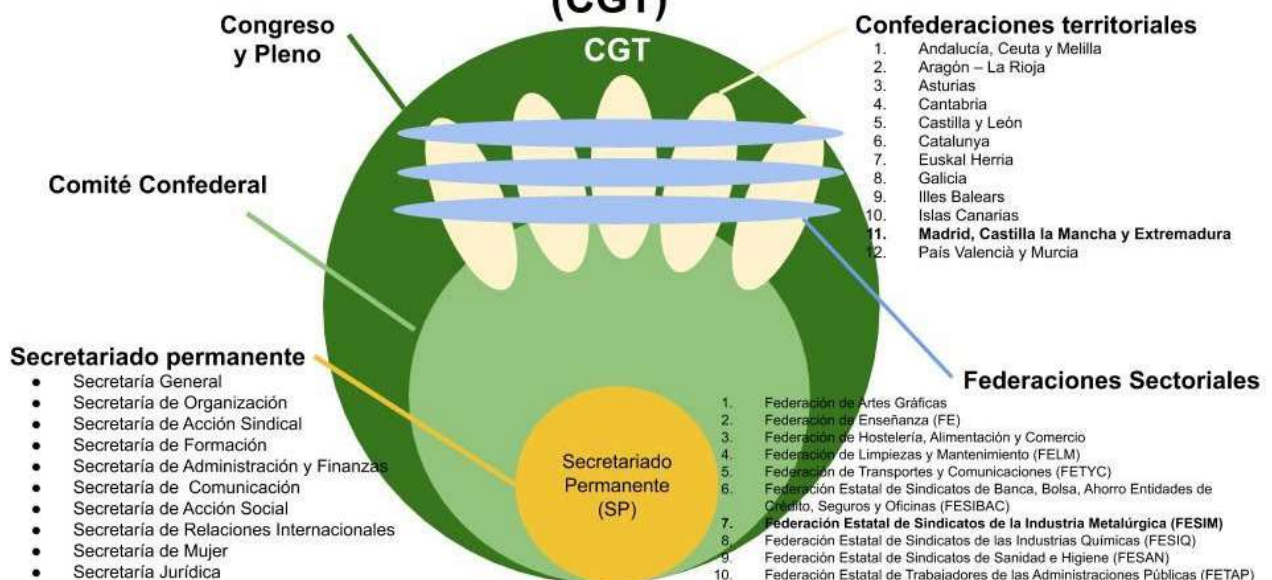 (CGT)
CGT
Congreso
y Pleno
Comité Confederal
Confederaciones territoriales
1. Andalucía, Ceuta y Melilla
2. Aragón – La Rioja
3. Asturias
4. Cantabria
5. Castilla y León
6. Catalunya
7. Euskal Herria
8. Galicia
9. Illes Balears
10. Islas Canarias
11. Madrid, Castilla la Mancha y Extremadura
12. País Valencià y Murcia
Secretariado permanente
● Secretaría General
● Secretaría de Organización
● Secretaría de Acción Sindical
● Secretaría de Formación
● Secretaría de Administración y Finanzas
● Secretaría de Comunicación
● Secretaría de Acción Social
● Secretaría de Relaciones Internacionales
● Secretaría de Mujer
● Secretaría Jurídica
Secretariado
Permanente
(SP)
Federaciones Sectoriales
1. Federación de Artes Gráficas
2. Federación de Enseñanza (FE)
3. Federación de Hostelería, Alimentación y Comercio
4. Federación de Limpiezas y Mantenimiento (FELM)
5. Federación de Transportes y Comunicaciones (FETYC)
6. Federación Estatal de Sindicatos de Banca, Bolsa, Ahorro Entidades de
Crédito, Seguros y Oficinas (FESIBAC)
7. Federación Estatal de Sindicatos de la Industria Metalúrgica (FESIM)
8. Federación Estatal de Sindicatos de las Industrias Químicas (FESIQ)
9. Federación Estatal de Sindicatos de Sanidad e Higiene (FESAN)
10. Federación Estatal de Trabajadores de las Administraciones Públicas (FETAP)